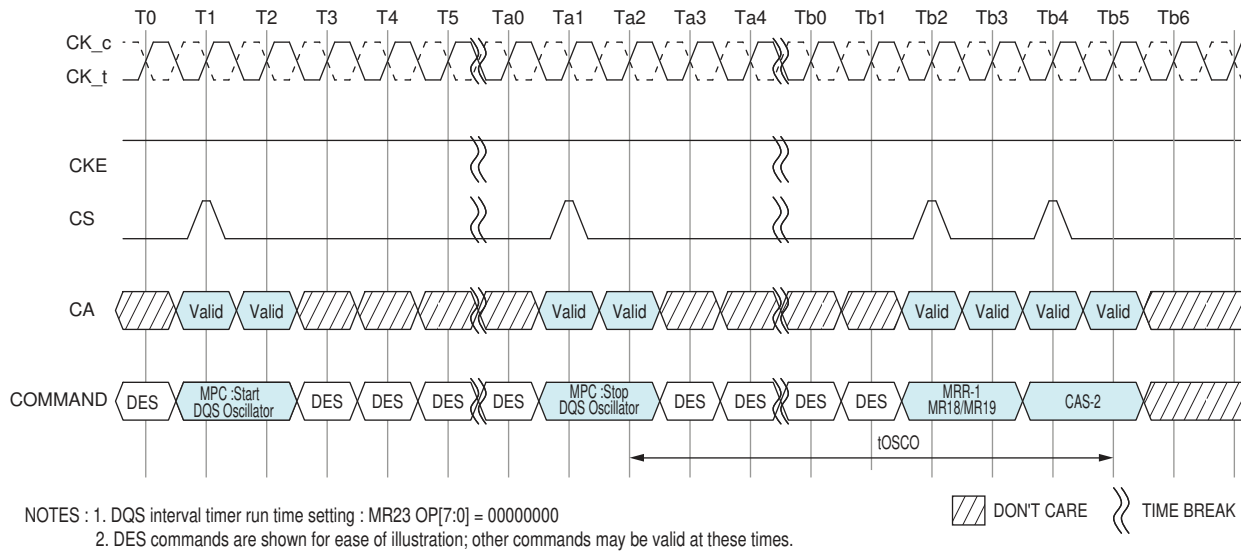 T0 T1 T2 T3 T4 T5 Ta0 Ta1 Ta2 Ta3 Ta4 Tb0 Tb1 Tb2 Tb3 Tb4 Tb5 Tb6
CK_c
CK_t
CKE
CS
CA Valid Valid Valid Valid Valid Valid Valid Valid
COMMAND DES MPC :Start DES DES DES DES MPC :Stop DES DES DES DES MRR-1 CAS-2
DQS Oscillator DQS Oscillator MR18/MR19
tOSCO
NOTES : 1. DQS interval timer run time setting : MR23 OP[7:0] = 00000000
2. DES commands are shown for ease of illustration; other commands may be valid at these times.
DON'T CARE TIME BREAK